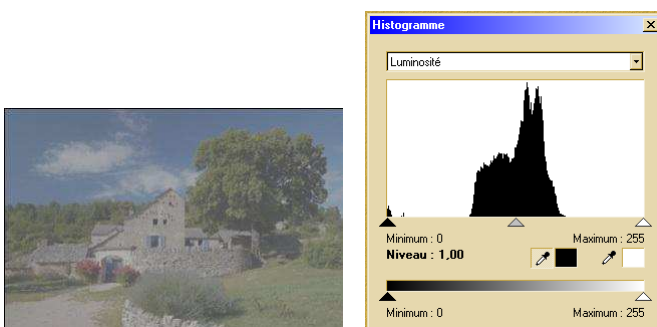 Histogramme
Luminosité
Minimum : 0 Maximum : 255
Niveau : 1,00
Minimum : 0 Maximum : 255